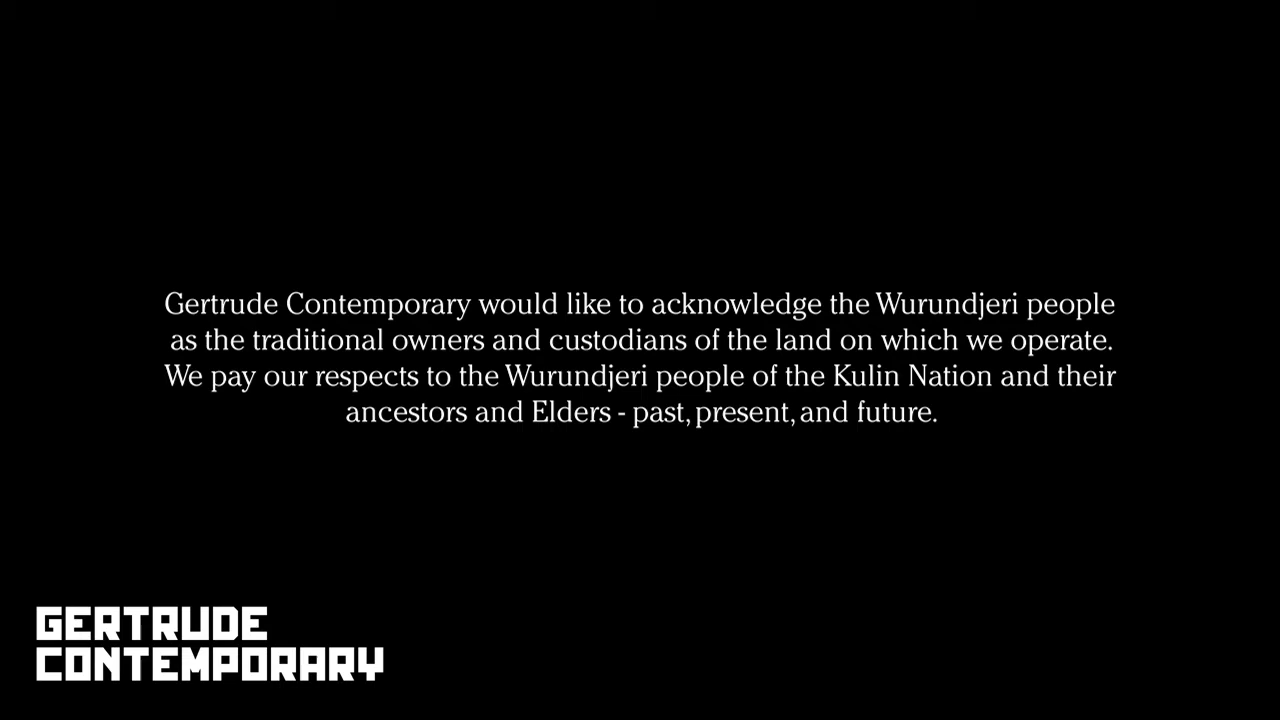 Gertrude Contemporary would like to acknowledge the Wurundjeri people
as the traditional owners and custodians of the land on which we operate.
We pay our respects to the Wurundjeri people of the Kulin Nation and their
ancestors and Elders - past, present, and future.
GERTRUDE
CONTEMPORARY